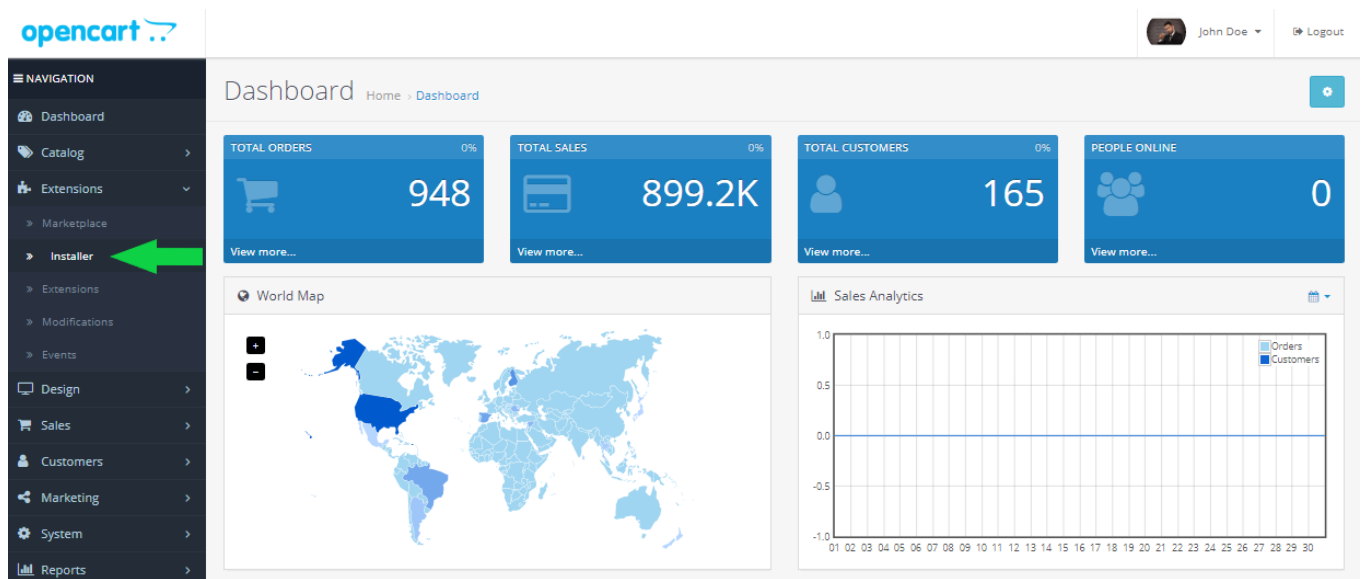 opencart
John Doe
Logout
NAVIGATION
Dashboard
Catalog
Extensions
Marketplace
Installer
Extensions
Modifications
Events
Design
Sales
Customers
Marketing
System
Reports
Dashboard Home › Dashboard
TOTAL ORDERS 0%
948
View more...
TOTAL SALES 0%
899.2K
View more...
TOTAL CUSTOMERS 0%
165
View more...
PEOPLE ONLINE
0
View more...
World Map
+
-
Sales Analytics
Orders
Customers
1.0
0.5
0.0
-0.5
-1.0
01 02 03 04 05 06 07 08 09 10 11 12 13 14 15 16 17 18 19 20 21 22 23 24 25 26 27 28 29 30